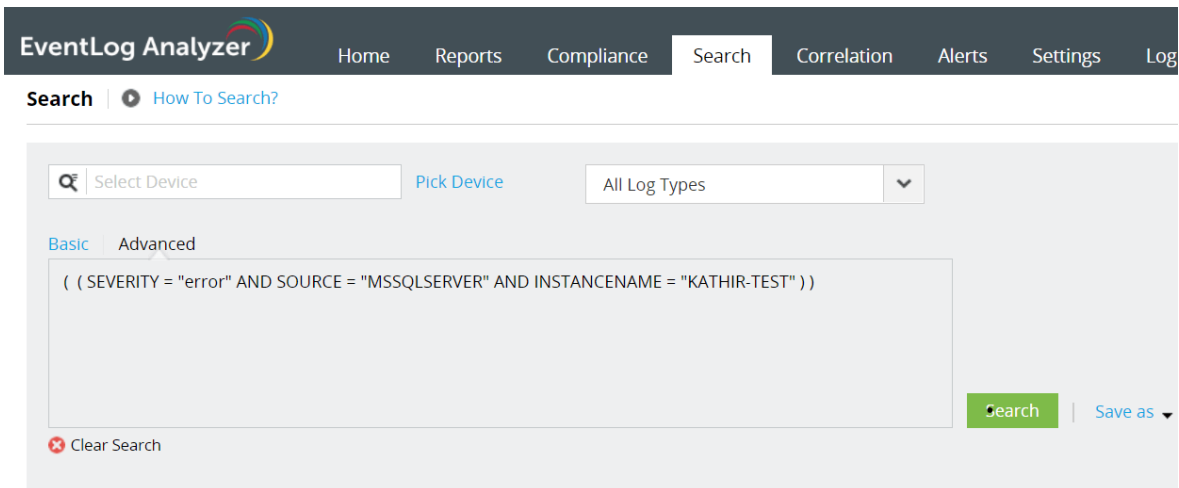 EventLog Analyzer Home Reports Compliance Search Correlation Alerts Settings Log
Search How To Search?
Select Device Pick Device All Log Types
Basic Advanced
( ( SEVERITY = "error" AND SOURCE = "MSSQLSERVER" AND INSTANCENAME = "KATHIR-TEST" ) )
Search Save as
Clear Search